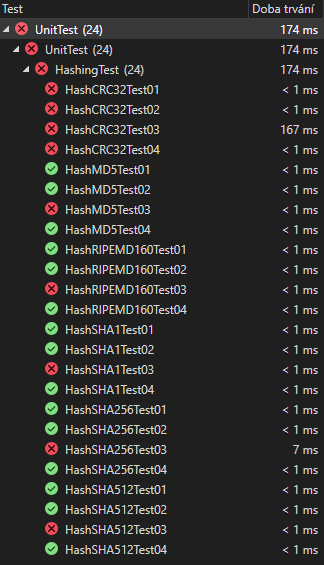 Test Doba trvání
UnitTest (24) 174 ms
UnitTest (24) 174 ms
HashingTest (24) 174 ms
HashCRC32Test01 < 1 ms
HashCRC32Test02 < 1 ms
HashCRC32Test03 167 ms
HashCRC32Test04 < 1 ms
HashMD5Test01 < 1 ms
HashMD5Test02 < 1 ms
HashMD5Test03 < 1 ms
HashMD5Test04 < 1 ms
HashRIPEMD160Test01 < 1 ms
HashRIPEMD160Test02 < 1 ms
HashRIPEMD160Test03 < 1 ms
HashRIPEMD160Test04 < 1 ms
HashSHA1Test01 < 1 ms
HashSHA1Test02 < 1 ms
HashSHA1Test03 < 1 ms
HashSHA1Test04 < 1 ms
HashSHA256Test01 < 1 ms
HashSHA256Test02 < 1 ms
HashSHA256Test03 7 ms
HashSHA256Test04 < 1 ms
HashSHA512Test01 < 1 ms
HashSHA512Test02 < 1 ms
HashSHA512Test03 < 1 ms
HashSHA512Test04 < 1 ms